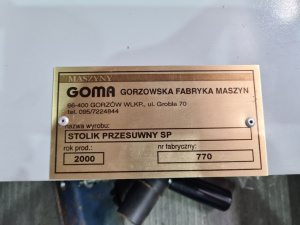 MASZYNY
GOMA GORZOWSKA FABRYKA MASZYN
66-400 GORZÓW WLKP., ul. Grobla 70
tel. 095/7224844
nazwa wyrobu:
STOLIK PRZESUWNY SP
rok prod.: nr fabryczny:
2000 770